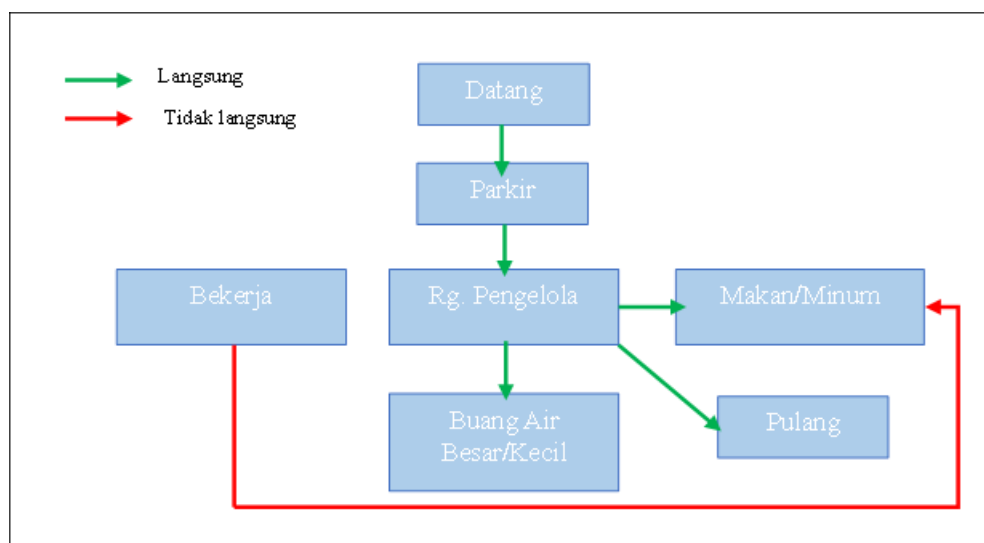 Langsung
Tidak langsung
Datang
Parkir
Bekerja
Rg. Pengelola
Makan/Minum
Buang Air
Besar/Kecil
Pulang